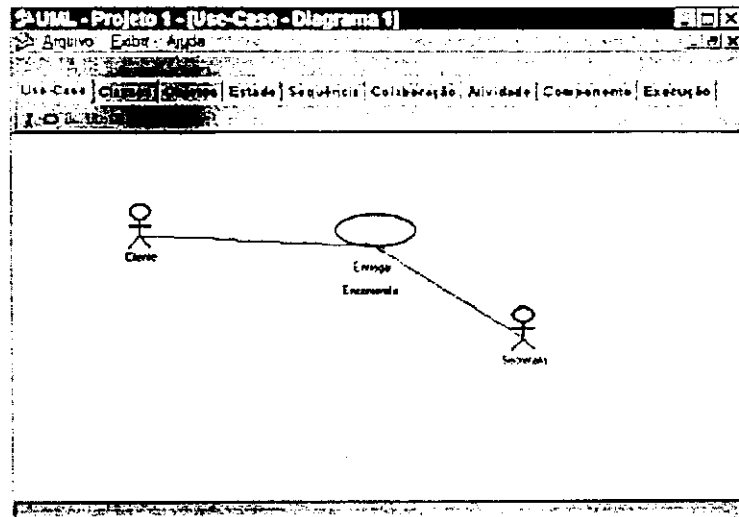 UML - Projeto 1 - [Use-Case - Diagrama 1]
Arquivo Exibir Ajuda
Use-Case Classes Objetos Estado Sequência Colaboração Atividade Componente Execução
Cliente
Entrega
Encomenda
Secretaria